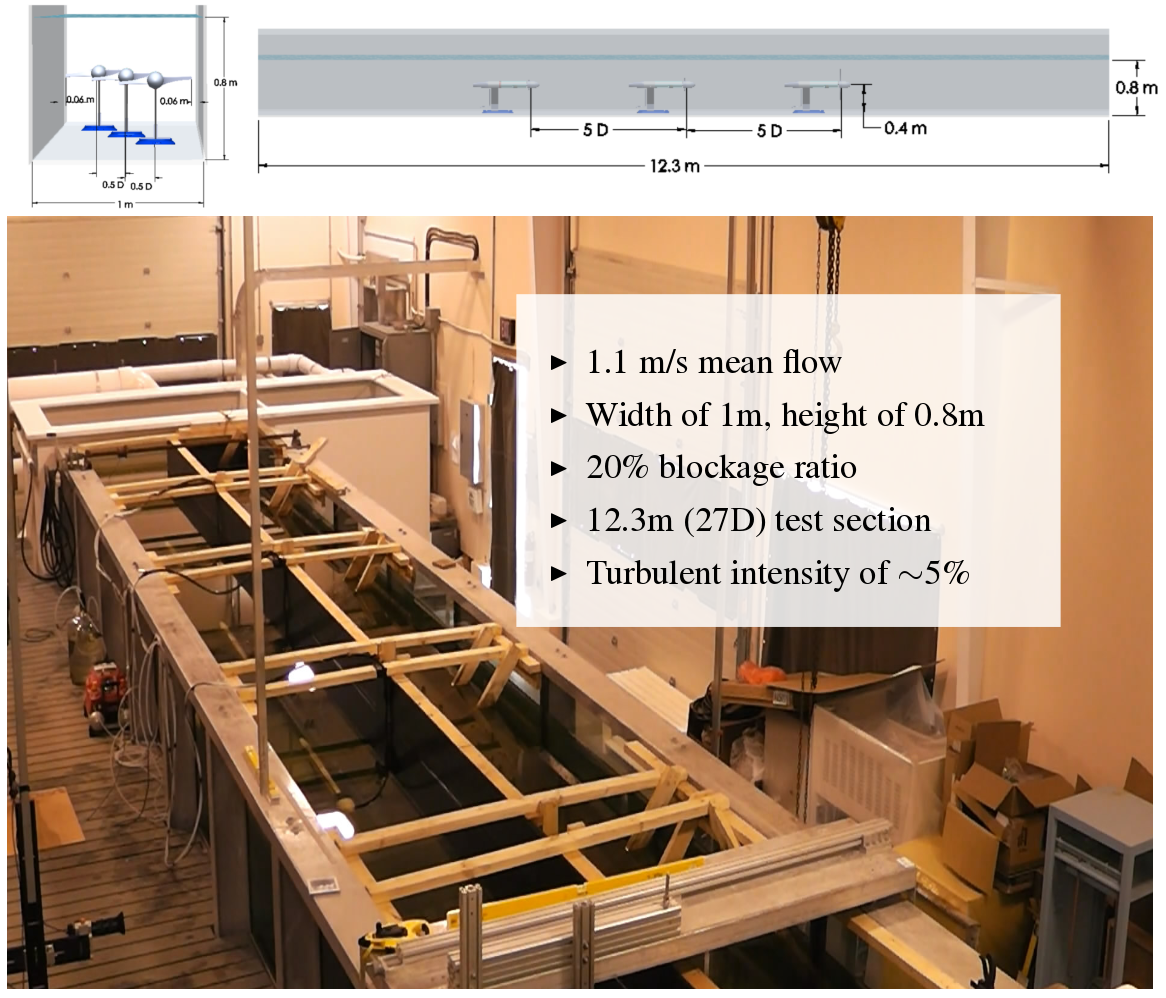 0.8 m
0.06 m
0.06 m
0.5 D
0.5 D
1 m
0.8 m
5 D
5 D
0.4 m
12.3 m
► 1.1 m/s mean flow
► Width of 1m, height of 0.8m
► 20% blockage ratio
► 12.3m (27D) test section
► Turbulent intensity of ∼5%